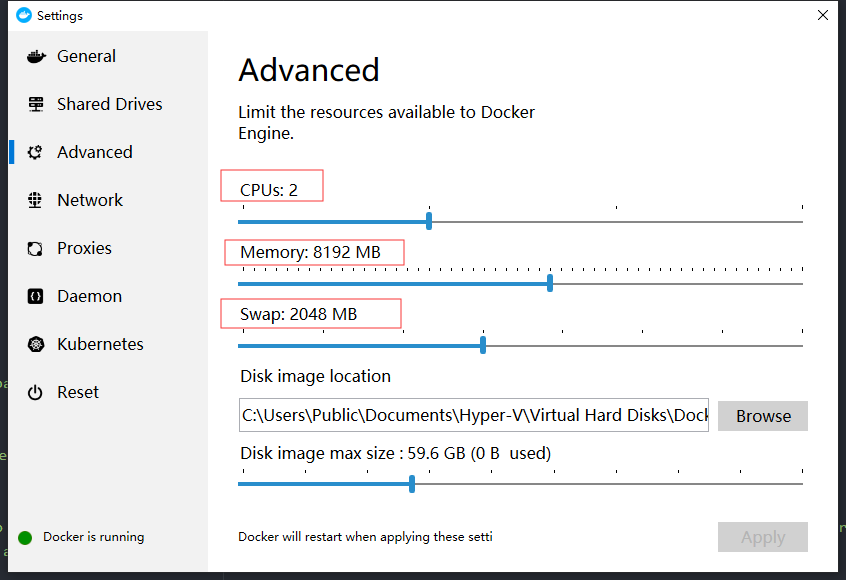 Settings
General
Shared Drives
Advanced
Network
Proxies
Daemon
Kubernetes
Reset
Docker is running
Advanced
Limit the resources available to Docker
Engine.
CPUs: 2
Memory: 8192 MB
Swap: 2048 MB
Disk image location
C:\Users\Public\Documents\Hyper-V\Virtual Hard Disks\Dock
Browse
Disk image max size : 59.6 GB (0 B  used)
Docker will restart when applying these setti
Apply